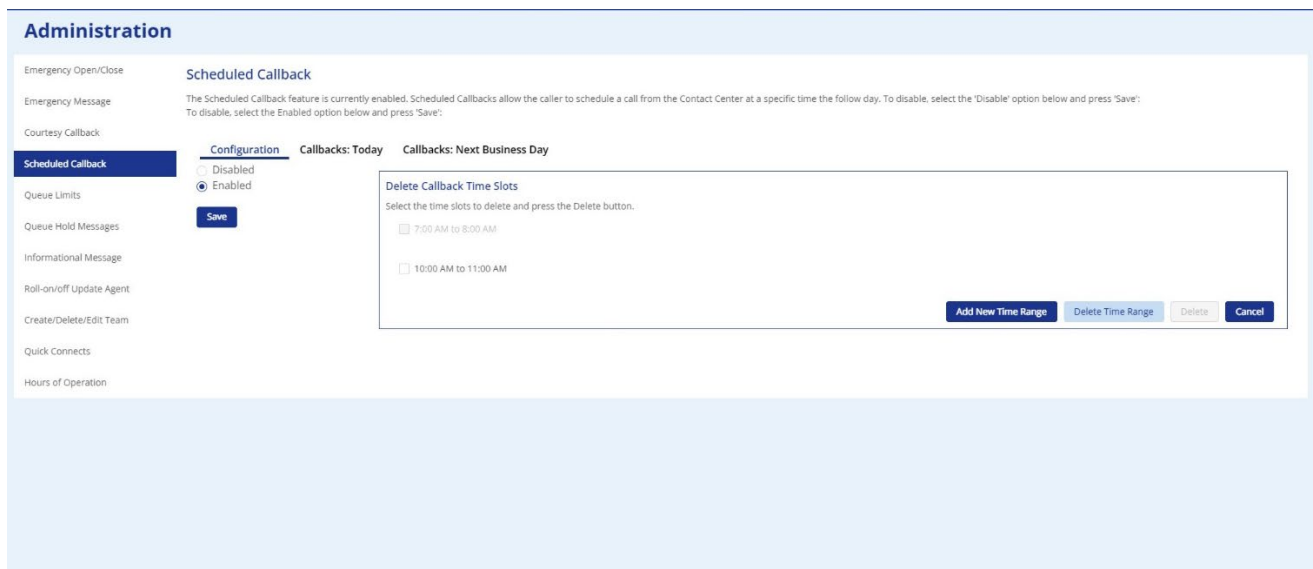 Administration
Emergency Open/Close
Emergency Message
Courtesy Callback
Scheduled Callback
Queue Limits
Queue Hold Messages
Informational Message
Roll-on/off Update Agent
Create/Delete/Edit Team
Quick Connects
Hours of Operation
Scheduled Callback
The Scheduled Callback feature is currently enabled. Scheduled Callbacks allow the caller to schedule a call from the Contact Center at a specific time the follow day. To disable, select the 'Disable' option below and press 'Save':
To disable, select the Enabled option below and press 'Save':
Configuration Callbacks: Today Callbacks: Next Business Day
Disabled
Enabled
Save
Delete Callback Time Slots
Select the time slots to delete and press the Delete button.
7:00 AM to 8:00 AM
10:00 AM to 11:00 AM
Add New Time Range Delete Time Range Delete Cancel